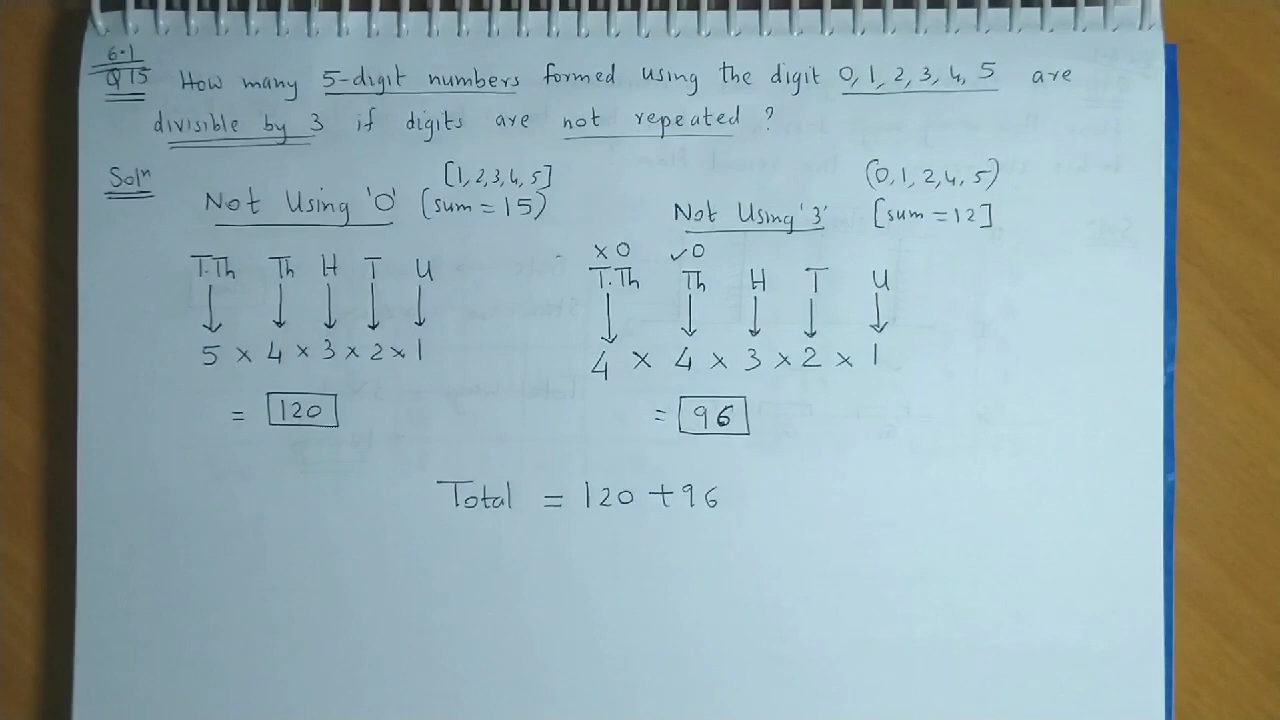 6.1
Q15 How many 5-digit numbers formed using the digit 0, 1, 2, 3, 4, 5 are
divisible by 3 if digits are not repeated ?
Solⁿ
[1, 2, 3, 4, 5]
Not Using '0' (sum = 15)
T.Th Th H T U
↓ ↓ ↓ ↓ ↓
5 × 4 × 3 × 2 × 1
= 120
(0, 1, 2, 4, 5)
Not Using '3' [sum = 12]
× 0 ✓0
T.Th Th H T U
↓ ↓ ↓ ↓ ↓
4 × 4 × 3 × 2 × 1
= 96
Total = 120 + 96